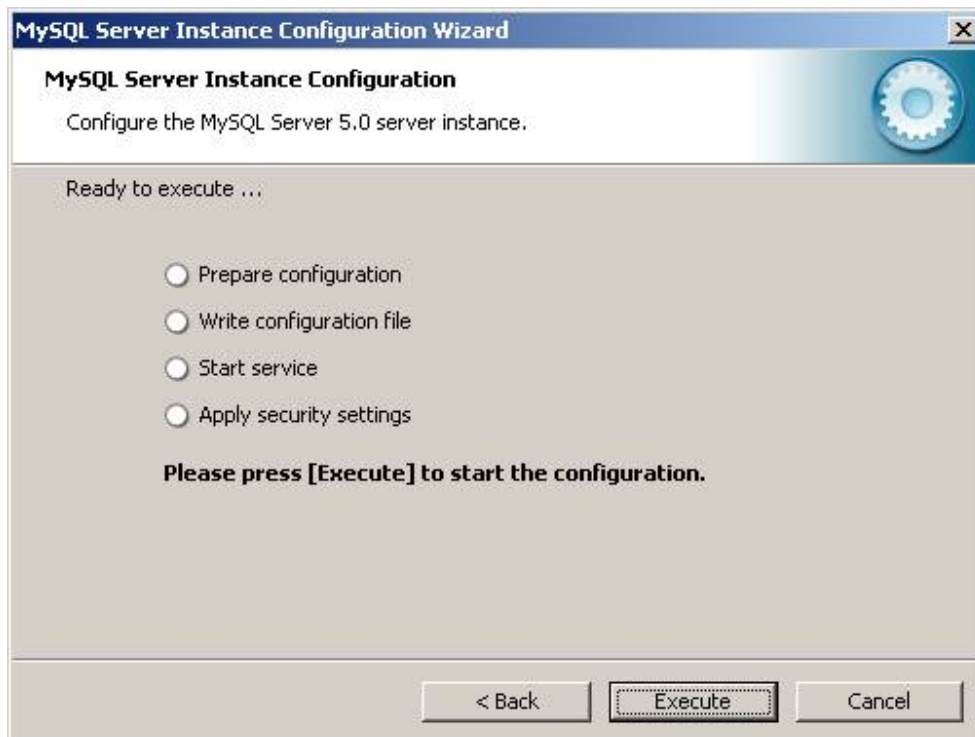 MySQL Server Instance Configuration Wizard
MySQL Server Instance Configuration
Configure the MySQL Server 5.0 server instance.
Ready to execute ...
Prepare configuration
Write configuration file
Start service
Apply security settings
Please press [Execute] to start the configuration.
< Back Execute Cancel